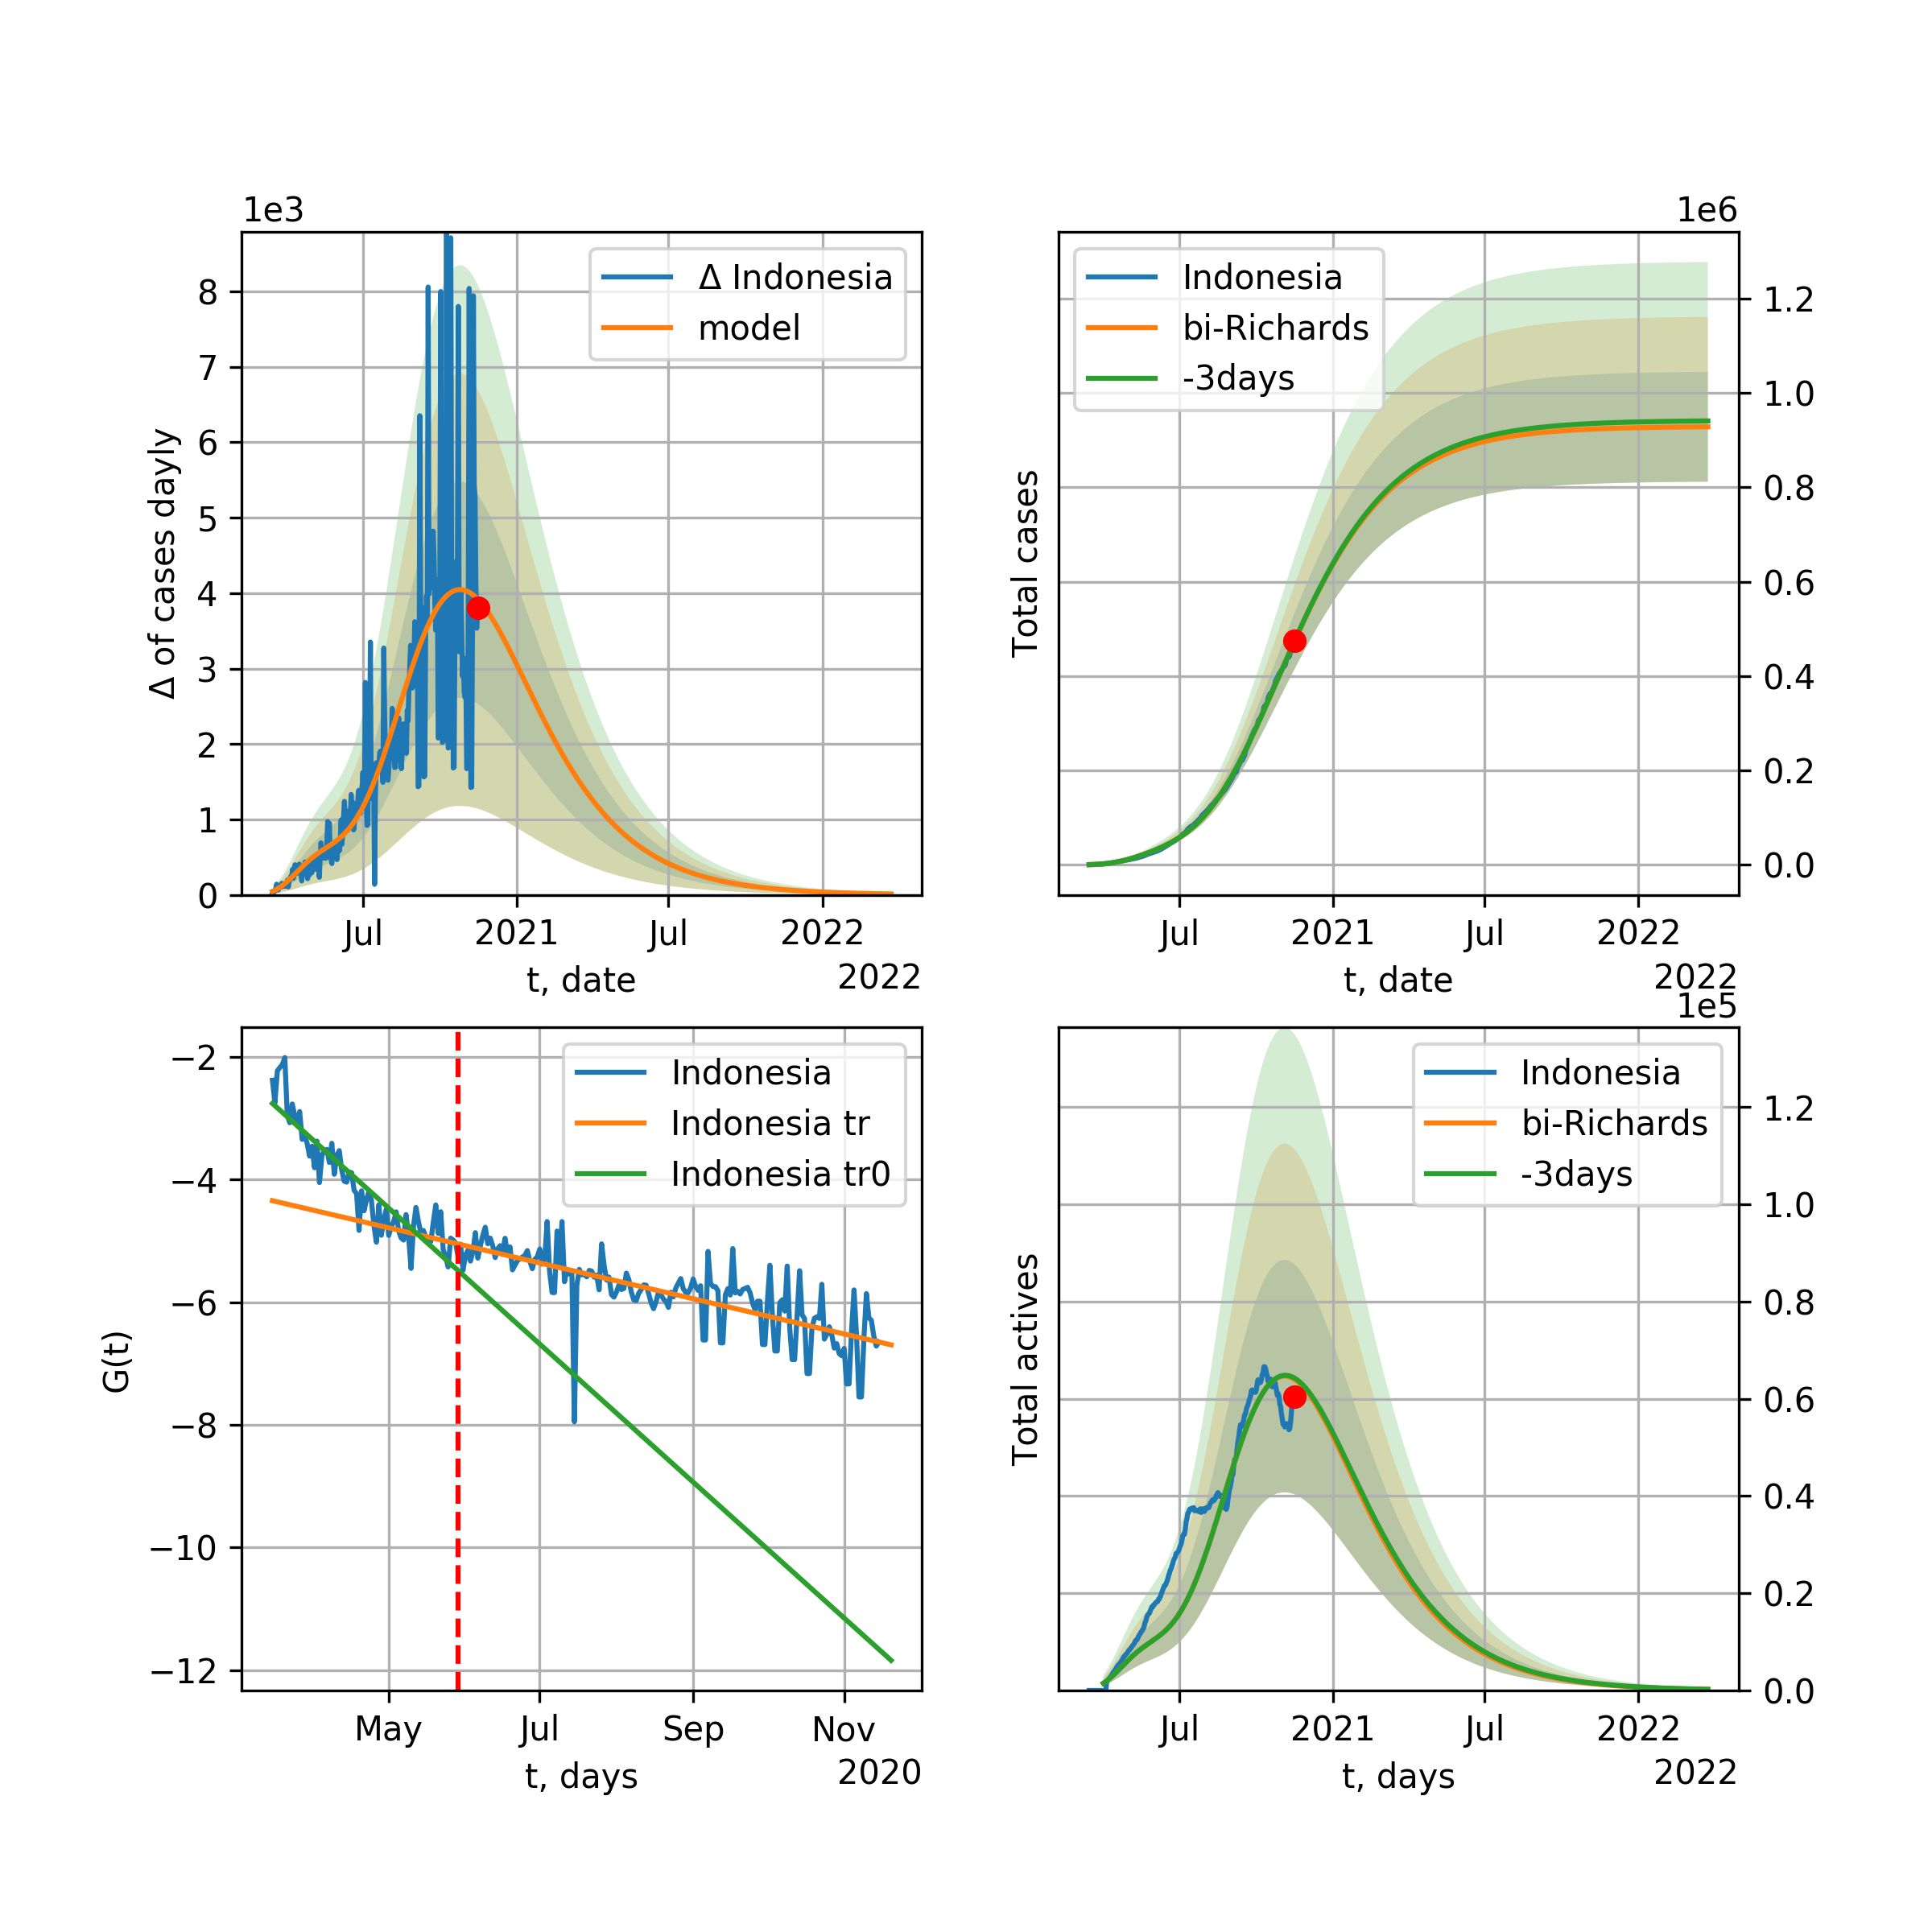 1e3
Δ of cases dayly
8
7
6
5
4
3
2
1
0
Δ Indonesia
model
Jul
2021
Jul
2022
t, date
2022
1e6
Total cases
Indonesia
bi-Richards
-3days
1.2
1.0
0.8
0.6
0.4
0.2
0.0
Jul
2021
Jul
2022
t, date
2022
G(t)
−2
−4
−6
−8
−10
−12
Indonesia
Indonesia tr
Indonesia tr0
May
Jul
Sep
Nov
t, days
2020
1e5
Total actives
Indonesia
bi-Richards
-3days
1.2
1.0
0.8
0.6
0.4
0.2
0.0
Jul
2021
Jul
2022
t, days
2022